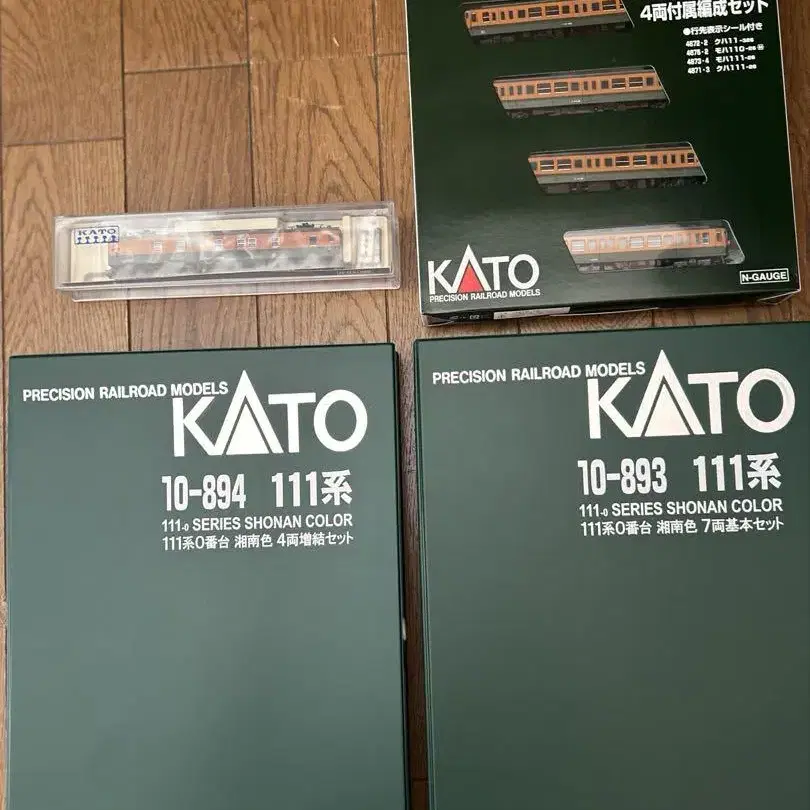 4両付属編成セット
●行先表示シール付き
4872-2 クハ11
4875-2 モハ110
4873-4 モハ111
4871-3 クハ111
KATO
KATO
PRECISION RAILROAD MODELS
N-GAUGE
PRECISION RAILROAD MODELS
KATO
10-894 111系
111-0 SERIES SHONAN COLOR
111系0番台 湘南色 4両増結セット
PRECISION RAILROAD MODELS
KATO
10-893 111系
111-0 SERIES SHONAN COLOR
111系0番台 湘南色 7両基本セット